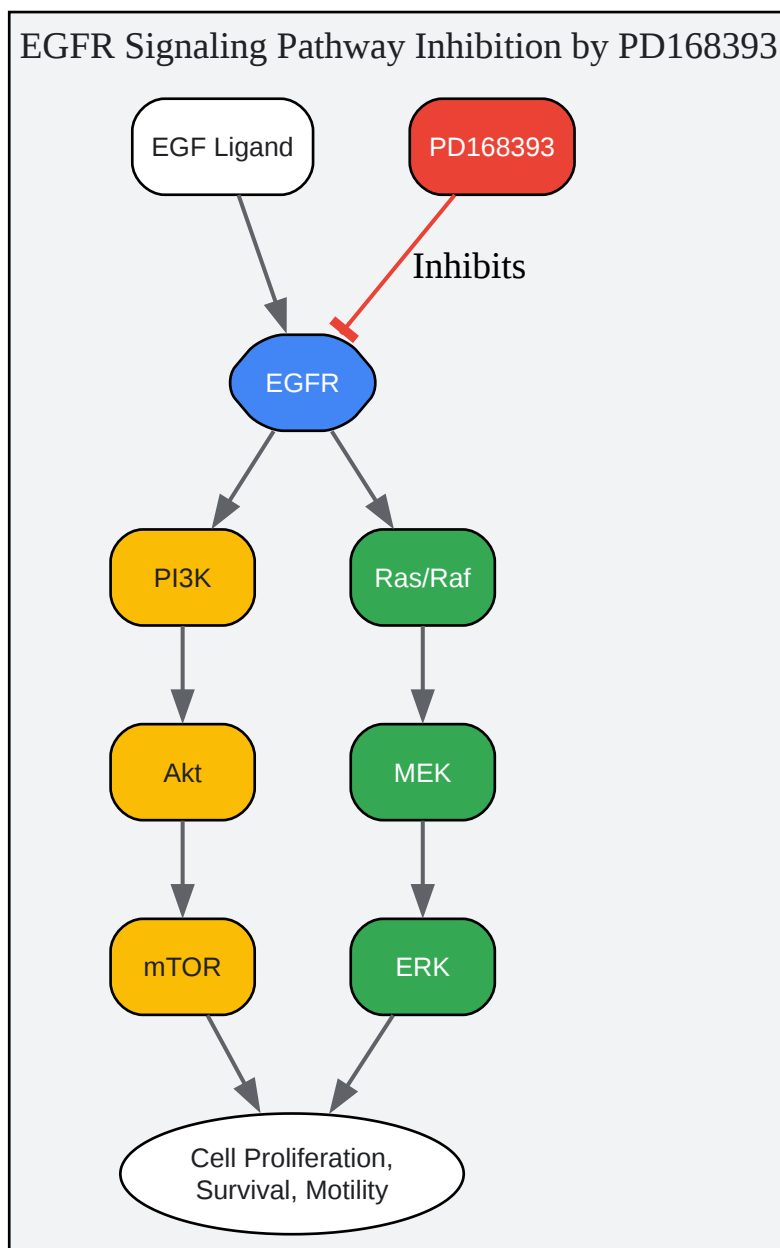 EGFR Signaling Pathway Inhibition by PD168393
EGF Ligand
PD168393
Inhibits
EGFR
PI3K
Ras/Raf
Akt
MEK
mTOR
ERK
Cell Proliferation,
Survival, Motility